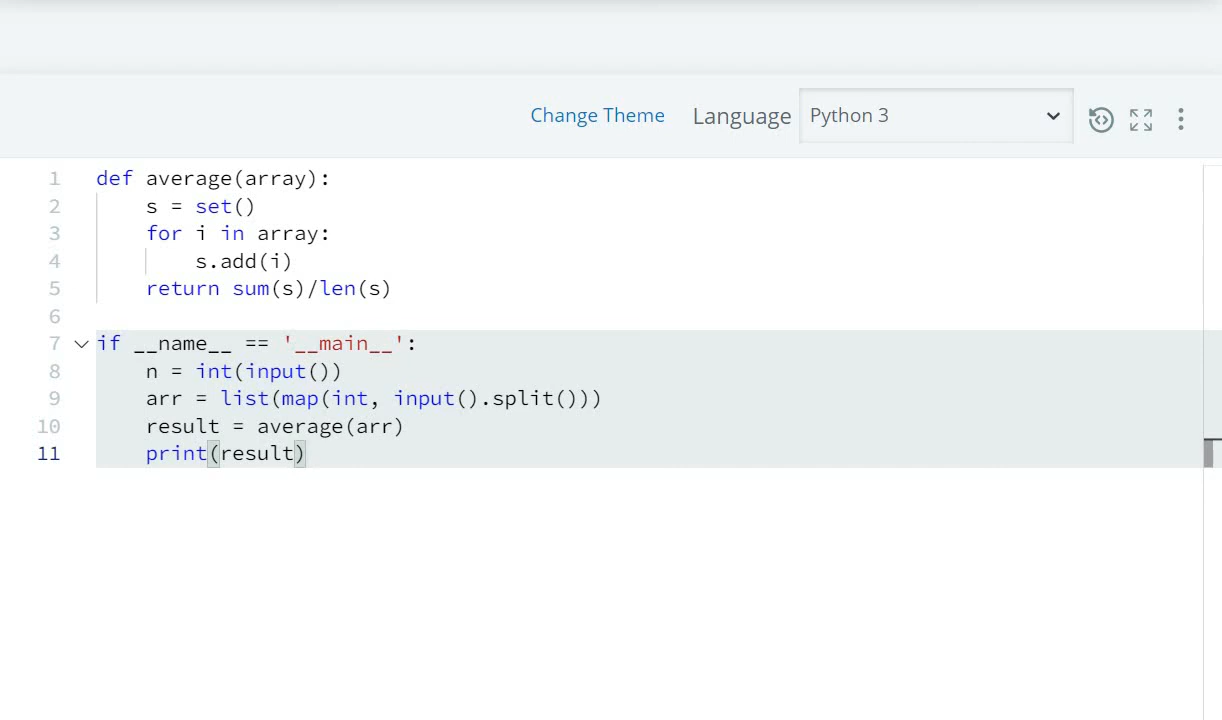 Change Theme Language Python 3
1 def average(array):
2     s = set()
3     for i in array:
4         s.add(i)
5     return sum(s)/len(s)
6
7 if __name__ == '__main__':
8     n = int(input())
9     arr = list(map(int, input().split()))
10     result = average(arr)
11     print(result)